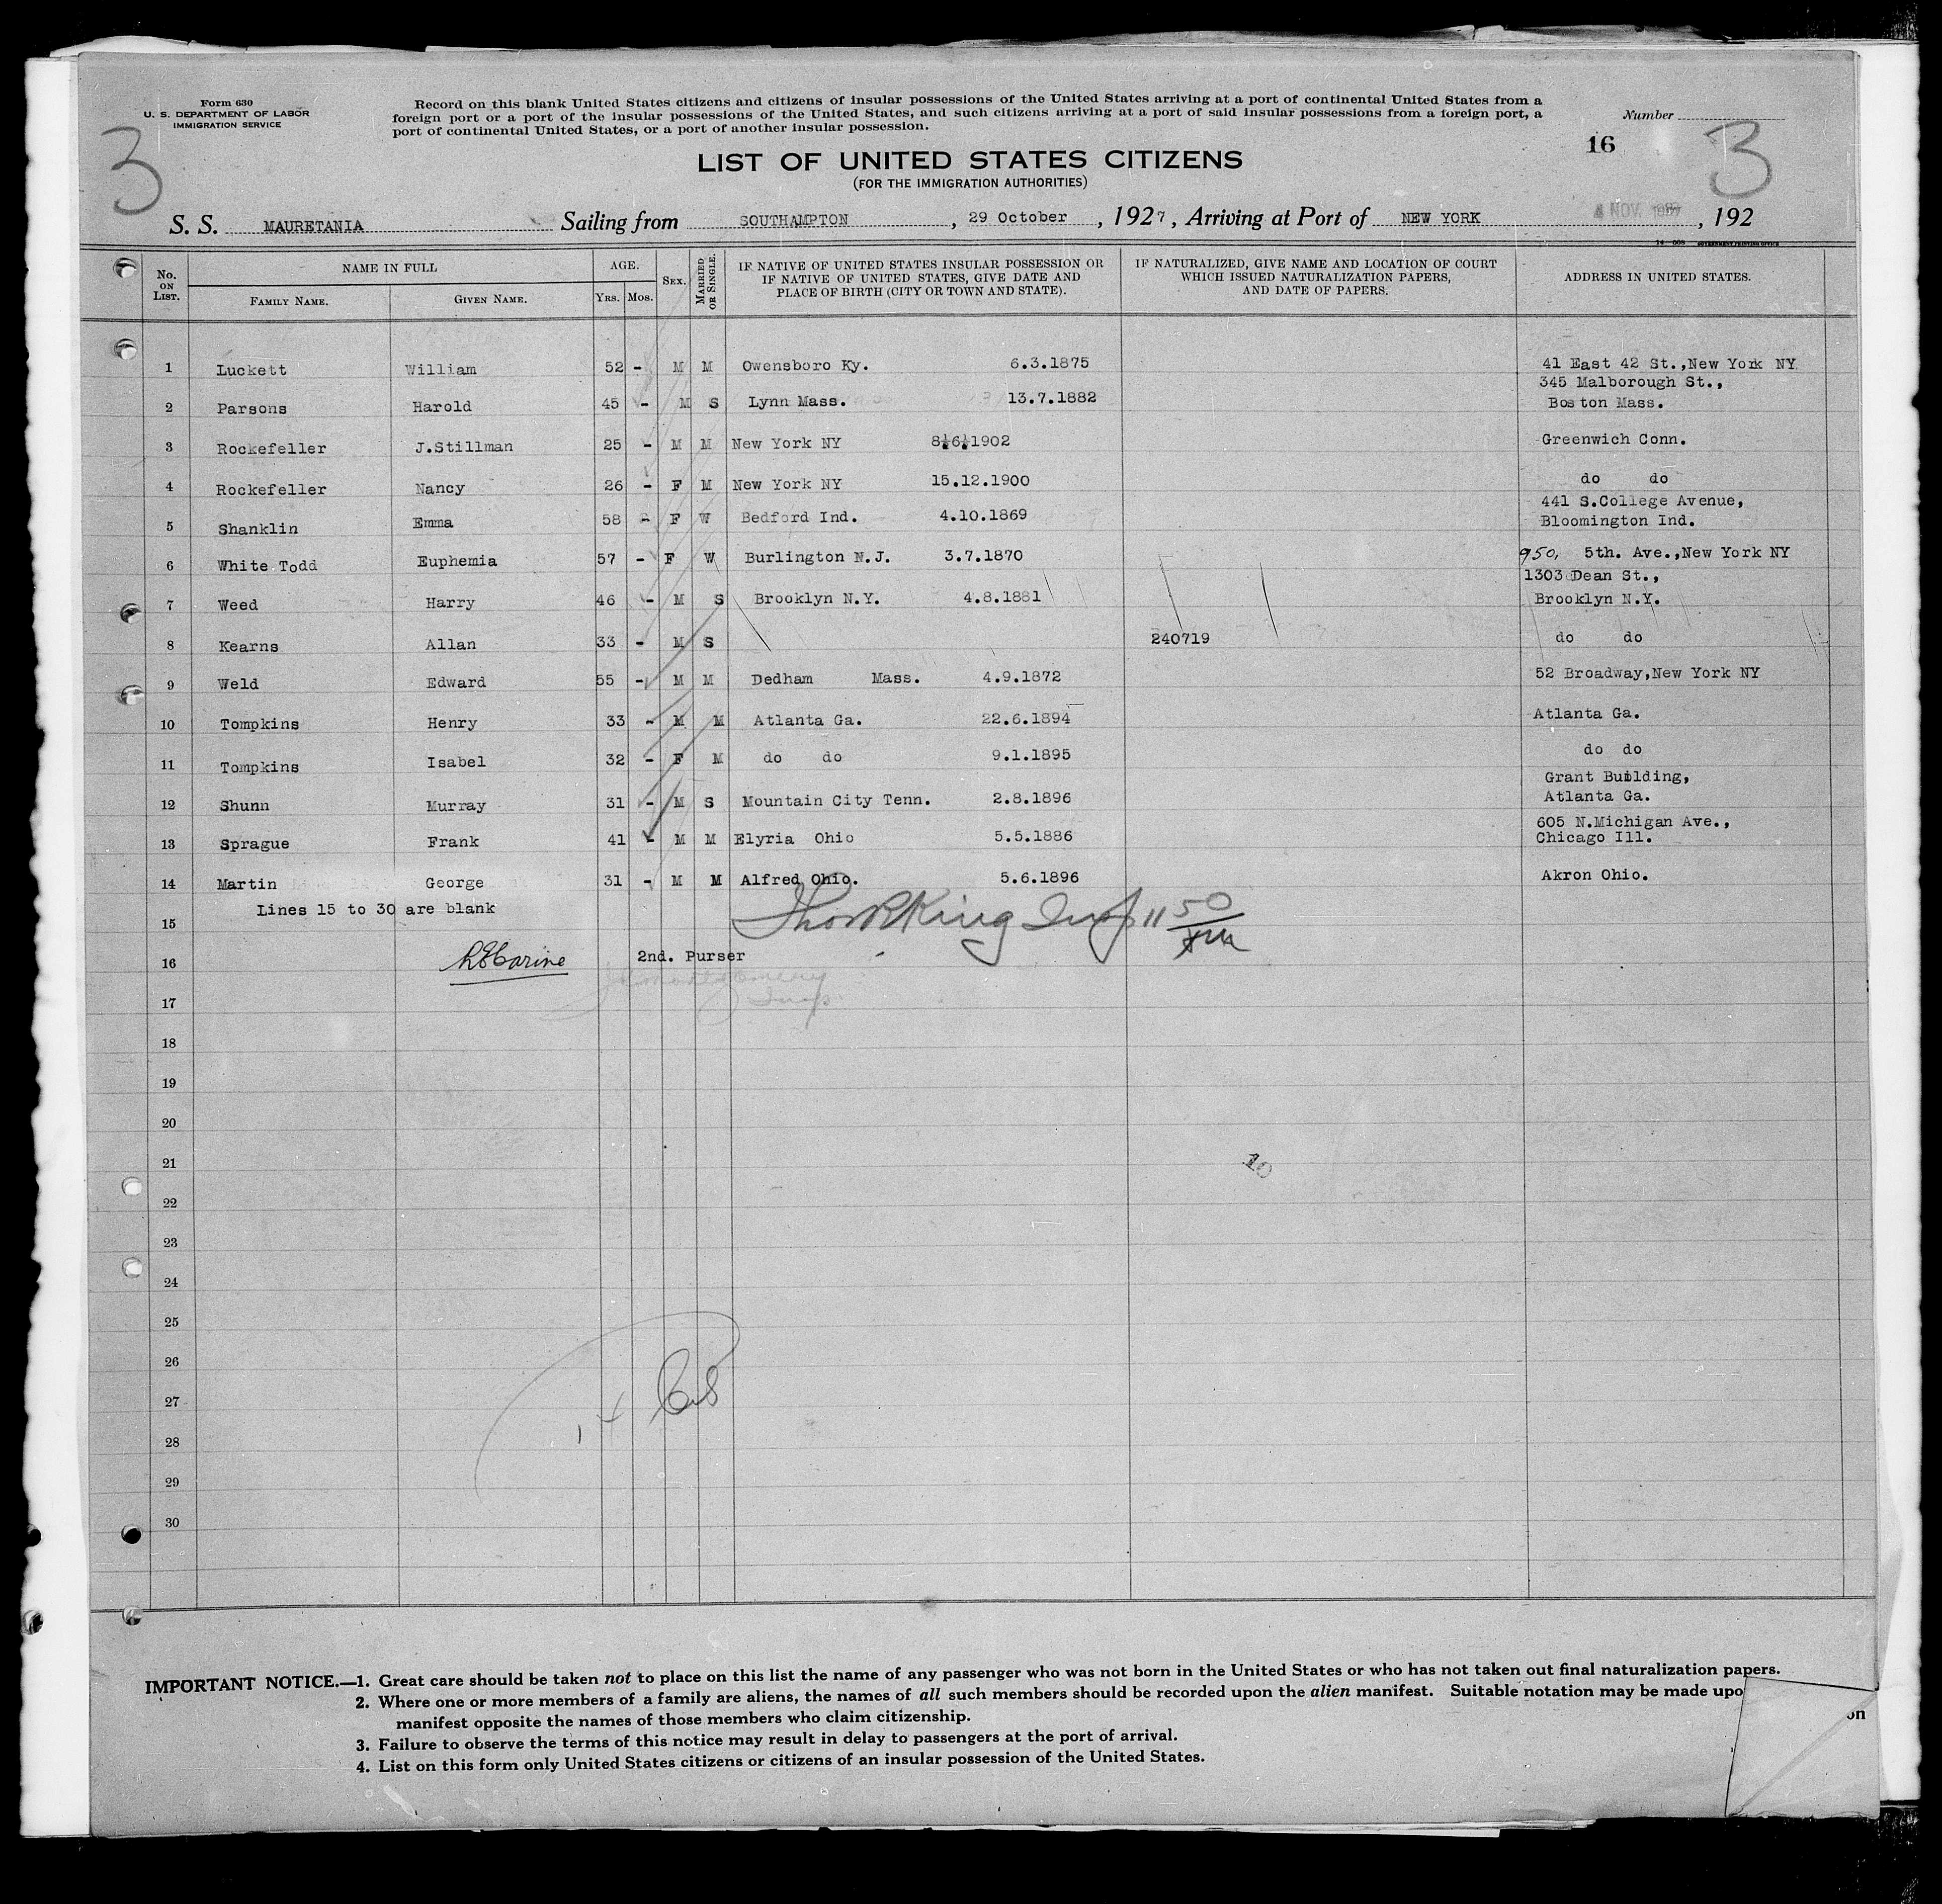 Form 630
U. S. DEPARTMENT OF LABOR
IMMIGRATION SERVICE
Record on this blank United States citizens and citizens of insular possessions of the United States arriving at a port of continental United States from a
foreign port or a port of the insular possessions of the United States, and such citizens arriving at a port of said insular possessions from a foreign port, a
port of continental United States, or a port of another insular possession.
Number
3
16
3
LIST OF UNITED STATES CITIZENS
(FOR THE IMMIGRATION AUTHORITIES)
S. S. MAURETANIA Sailing from SOUTHAMPTON, 29 October, 1927, Arriving at Port of NEW YORK 4 NOV. 1927, 192
No. ON LIST. NAME IN FULL AGE. SEX. MARRIED OR SINGLE. IF NATIVE OF UNITED STATES INSULAR POSSESSION OR IF NATIVE OF UNITED STATES, GIVE DATE AND PLACE OF BIRTH (CITY OR TOWN AND STATE). IF NATURALIZED, GIVE NAME AND LOCATION OF COURT WHICH ISSUED NATURALIZATION PAPERS, AND DATE OF PAPERS. ADDRESS IN UNITED STATES.
FAMILY NAME. GIVEN NAME. YRS. MOS.
1 Luckett William 52 - M M Owensboro Ky. 6.3.1875 41 East 42 St.,New York NY
345 Malborough St.,
2 Parsons Harold 45 - M S Lynn Mass. 13.7.1882 Boston Mass.
3 Rockefeller J.Stillman 25 - M M New York NY 8.6.1902 Greenwich Conn.
4 Rockefeller Nancy 26 - F M New York NY 15.12.1900 do do
441 S.College Avenue,
5 Shanklin Emma 58 - F W Bedford Ind. 4.10.1869 Bloomington Ind.
6 White Todd Euphemia 57 - F W Burlington N.J. 3.7.1870 950, 5th. Ave.,New York NY
1303 Dean St.,
7 Weed Harry 46 - M S Brooklyn N.Y. 4.8.1881 Brooklyn N.Y.
8 Kearns Allan 33 - M S 240719 do do
9 Weld Edward 55 - M M Dedham Mass. 4.9.1872 52 Broadway,New York NY
10 Tompkins Henry 33 - M M Atlanta Ga. 22.6.1894 Atlanta Ga.
11 Tompkins Isabel 32 - F M do do 9.1.1895 do do
Grant Building,
12 Shunn Murray 31 - M S Mountain City Tenn. 2.8.1896 Atlanta Ga.
605 N.Michigan Ave.,
13 Sprague Frank 41 - M M Elyria Ohio 5.5.1886 Chicago Ill.
14 Martin George 31 - M M Alfred Ohio. 5.6.1896 Akron Ohio.
Lines 15 to 30 are blank
15
16 2nd. Purser
17
18
19
20
21
10
22
23
24
25
26
27
28
29
30
IMPORTANT NOTICE.—1. Great care should be taken not to place on this list the name of any passenger who was not born in the United States or who has not taken out final naturalization papers.
2. Where one or more members of a family are aliens, the names of all such members should be recorded upon the alien manifest. Suitable notation may be made upo
on
manifest opposite the names of those members who claim citizenship.
3. Failure to observe the terms of this notice may result in delay to passengers at the port of arrival.
4. List on this form only United States citizens or citizens of an insular possession of the United States.